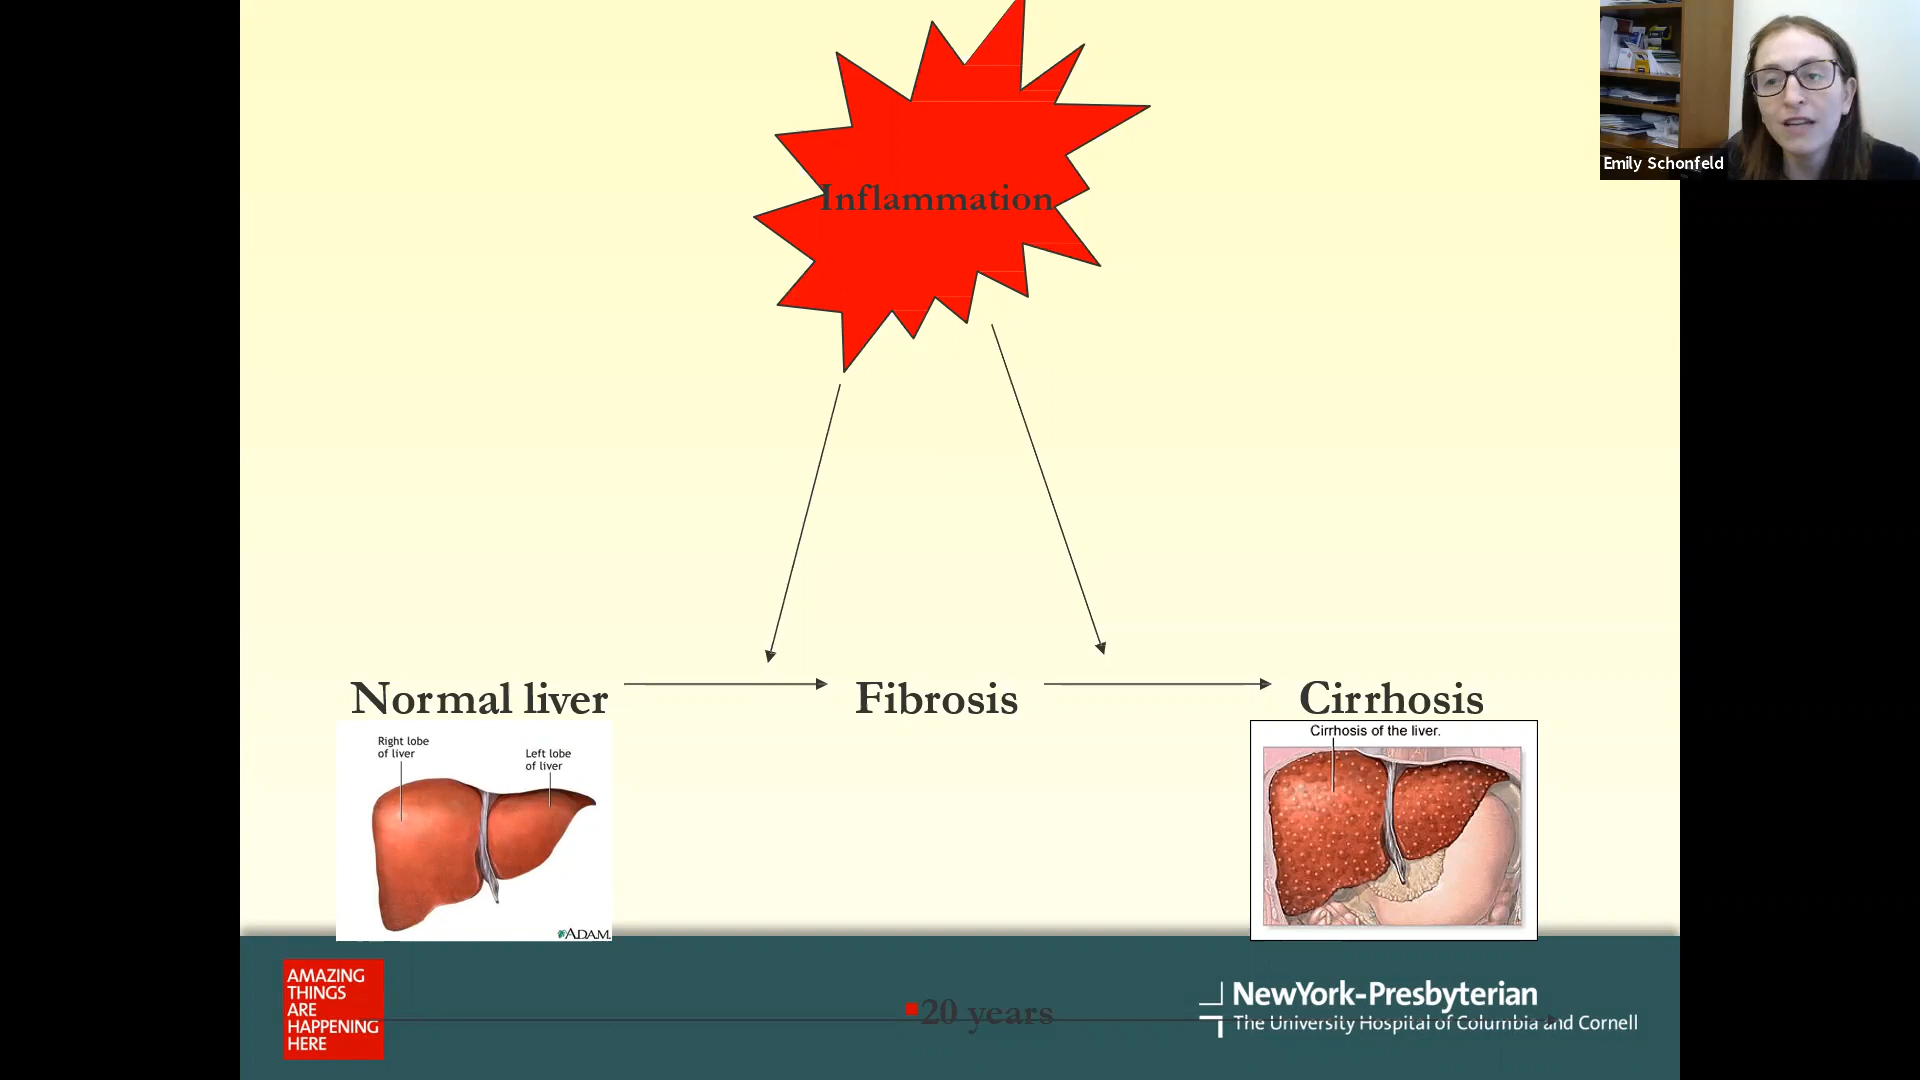 Inflammation
Emily Schonfeld
Normal liver
Fibrosis
Cirrhosis
Right lobe
of liver
Left lobe
of liver
ADAM.
Cirrhosis of the liver.
AMAZING
THINGS
ARE
HAPPENING
HERE
20 years
NewYork-Presbyterian
The University Hospital of Columbia and Cornell